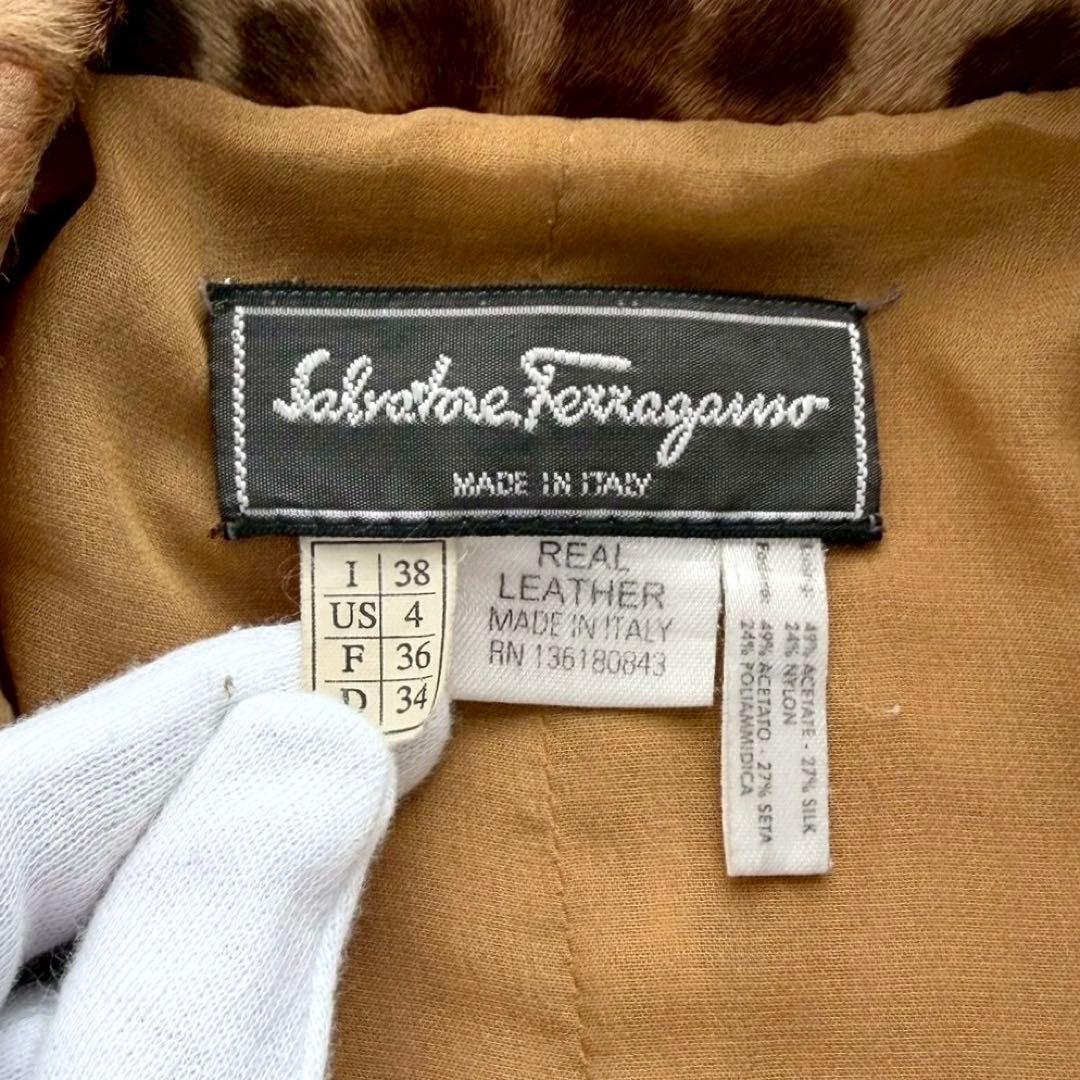 Salvatore Ferragamo
MADE IN ITALY
I 38
US 4
F 36
D 34
REAL
LEATHER
MADE IN ITALY
RN 136180843
49% ACETATE - 27% SILK
24% NYLON
49% ACETATO - 27% SETA
24% POLIAMMIDICA